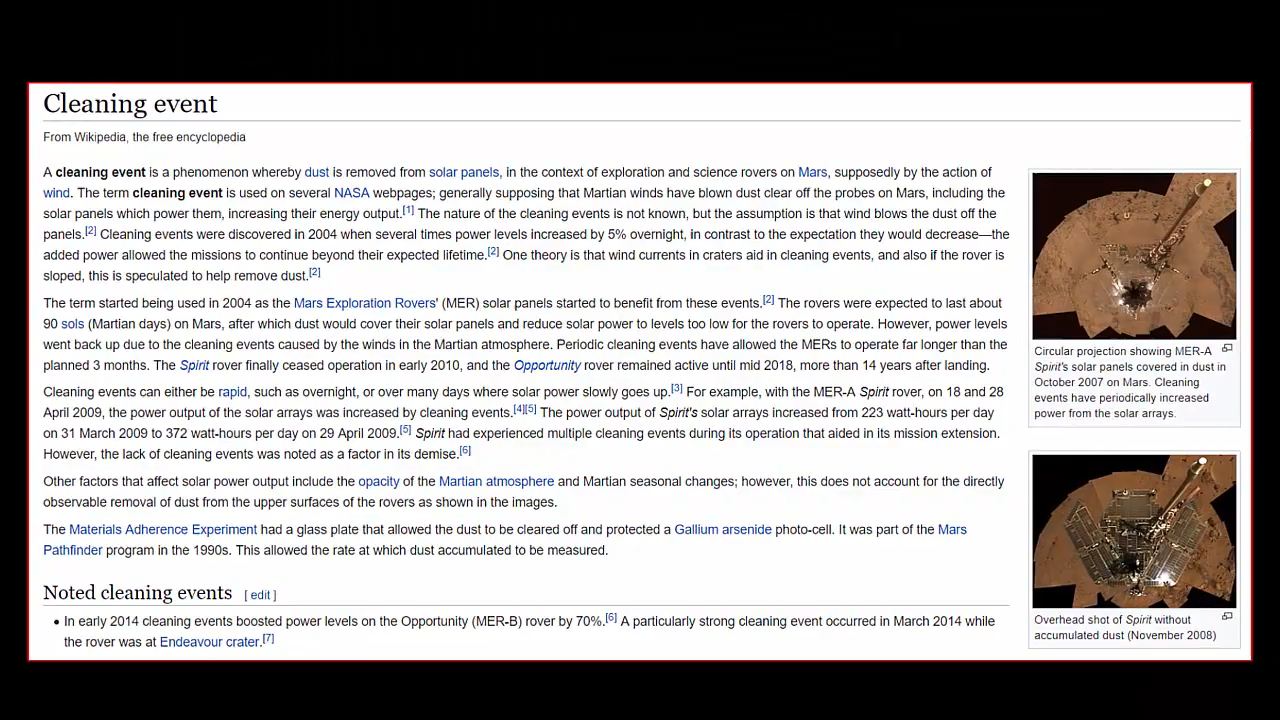 Cleaning event
From Wikipedia, the free encyclopedia
A cleaning event is a phenomenon whereby dust is removed from solar panels, in the context of exploration and science rovers on Mars, supposedly by the action of
wind. The term cleaning event is used on several NASA webpages; generally supposing that Martian winds have blown dust clear off the probes on Mars, including the
solar panels which power them, increasing their energy output.[1] The nature of the cleaning events is not known, but the assumption is that wind blows the dust off the
panels.[2] Cleaning events were discovered in 2004 when several times power levels increased by 5% overnight, in contrast to the expectation they would decrease—the
added power allowed the missions to continue beyond their expected lifetime.[2] One theory is that wind currents in craters aid in cleaning events, and also if the rover is
sloped, this is speculated to help remove dust.[2]
The term started being used in 2004 as the Mars Exploration Rovers' (MER) solar panels started to benefit from these events.[2] The rovers were expected to last about
90 sols (Martian days) on Mars, after which dust would cover their solar panels and reduce solar power to levels too low for the rovers to operate. However, power levels
went back up due to the cleaning events caused by the winds in the Martian atmosphere. Periodic cleaning events have allowed the MERs to operate far longer than the
planned 3 months. The Spirit rover finally ceased operation in early 2010, and the Opportunity rover remained active until mid 2018, more than 14 years after landing.
Cleaning events can either be rapid, such as overnight, or over many days where solar power slowly goes up.[3] For example, with the MER-A Spirit rover, on 18 and 28
April 2009, the power output of the solar arrays was increased by cleaning events.[4][5] The power output of Spirit's solar arrays increased from 223 watt-hours per day
on 31 March 2009 to 372 watt-hours per day on 29 April 2009.[5] Spirit had experienced multiple cleaning events during its operation that aided in its mission extension.
However, the lack of cleaning events was noted as a factor in its demise.[6]
Other factors that affect solar power output include the opacity of the Martian atmosphere and Martian seasonal changes; however, this does not account for the directly
observable removal of dust from the upper surfaces of the rovers as shown in the images.
The Materials Adherence Experiment had a glass plate that allowed the dust to be cleared off and protected a Gallium arsenide photo-cell. It was part of the Mars
Pathfinder program in the 1990s. This allowed the rate at which dust accumulated to be measured.
Noted cleaning events [ edit ]
• In early 2014 cleaning events boosted power levels on the Opportunity (MER-B) rover by 70%.[6] A particularly strong cleaning event occurred in March 2014 while
the rover was at Endeavour crater.[7]
Circular projection showing MER-A
Spirit's solar panels covered in dust in
October 2007 on Mars. Cleaning
events have periodically increased
power from the solar arrays.
Overhead shot of Spirit without
accumulated dust (November 2008)